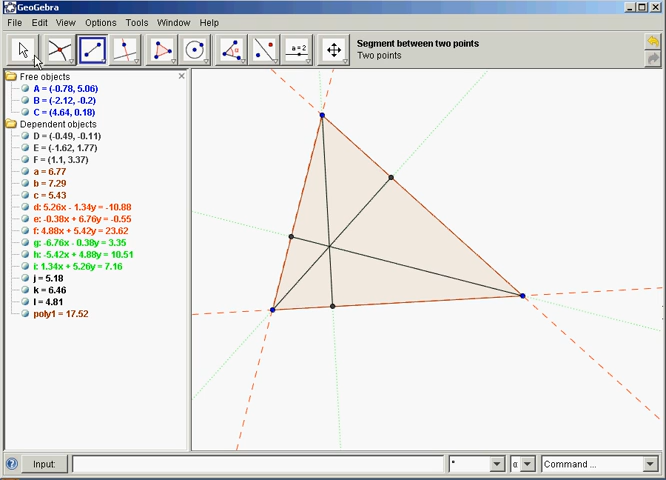 GeoGebra
File Edit View Options Tools Window Help
a = 2
Segment between two points
Two points
Free objects
A = (-0.78, 5.06)
B = (-2.12, -0.2)
C = (4.64, 0.18)
Dependent objects
D = (-0.49, -0.11)
E = (-1.62, 1.77)
F = (1.1, 3.37)
a = 6.77
b = 7.29
c = 5.43
d: 5.26x - 1.34y = -10.88
e: -0.38x + 6.76y = -0.55
f: 4.88x + 5.42y = 23.62
g: -6.76x - 0.38y = 3.35
h: -5.42x + 4.88y = 10.51
i: 1.34x + 5.26y = 7.16
j = 5.18
k = 6.46
l = 4.81
poly1 = 17.52
Input: ° α Command ...